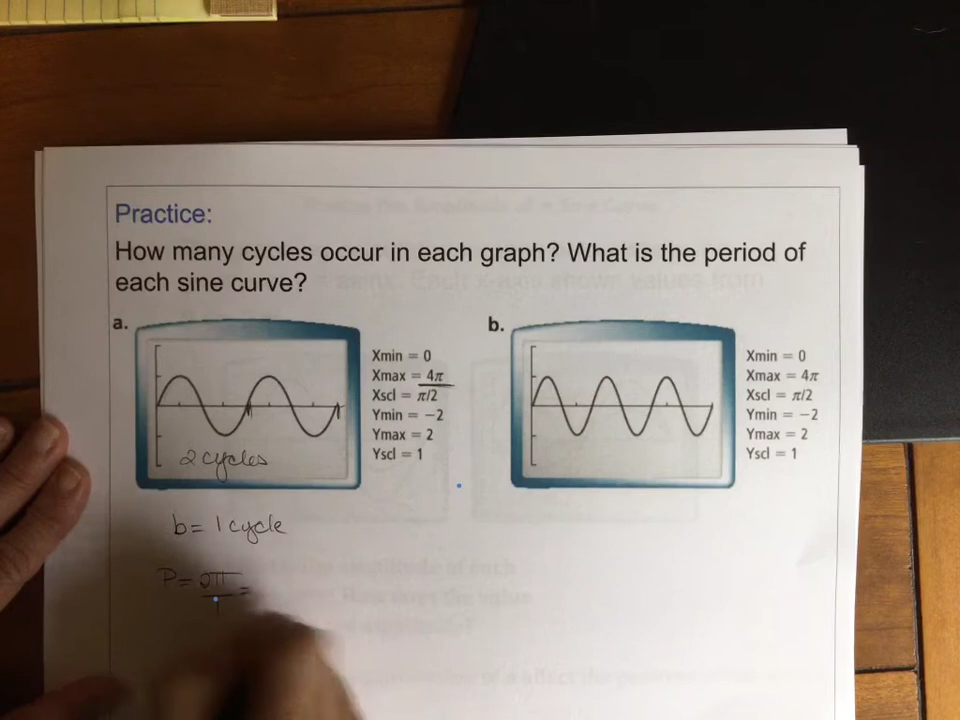 Practice:
How many cycles occur in each graph? What is the period of
each sine curve?
a.
Xmin = 0
Xmax = 4π
Xscl = π/2
Ymin = −2
Ymax = 2
Yscl = 1
2 cycles
b = 1 cycle
P = 2π/1 =
b.
Xmin = 0
Xmax = 4π
Xscl = π/2
Ymin = −2
Ymax = 2
Yscl = 1